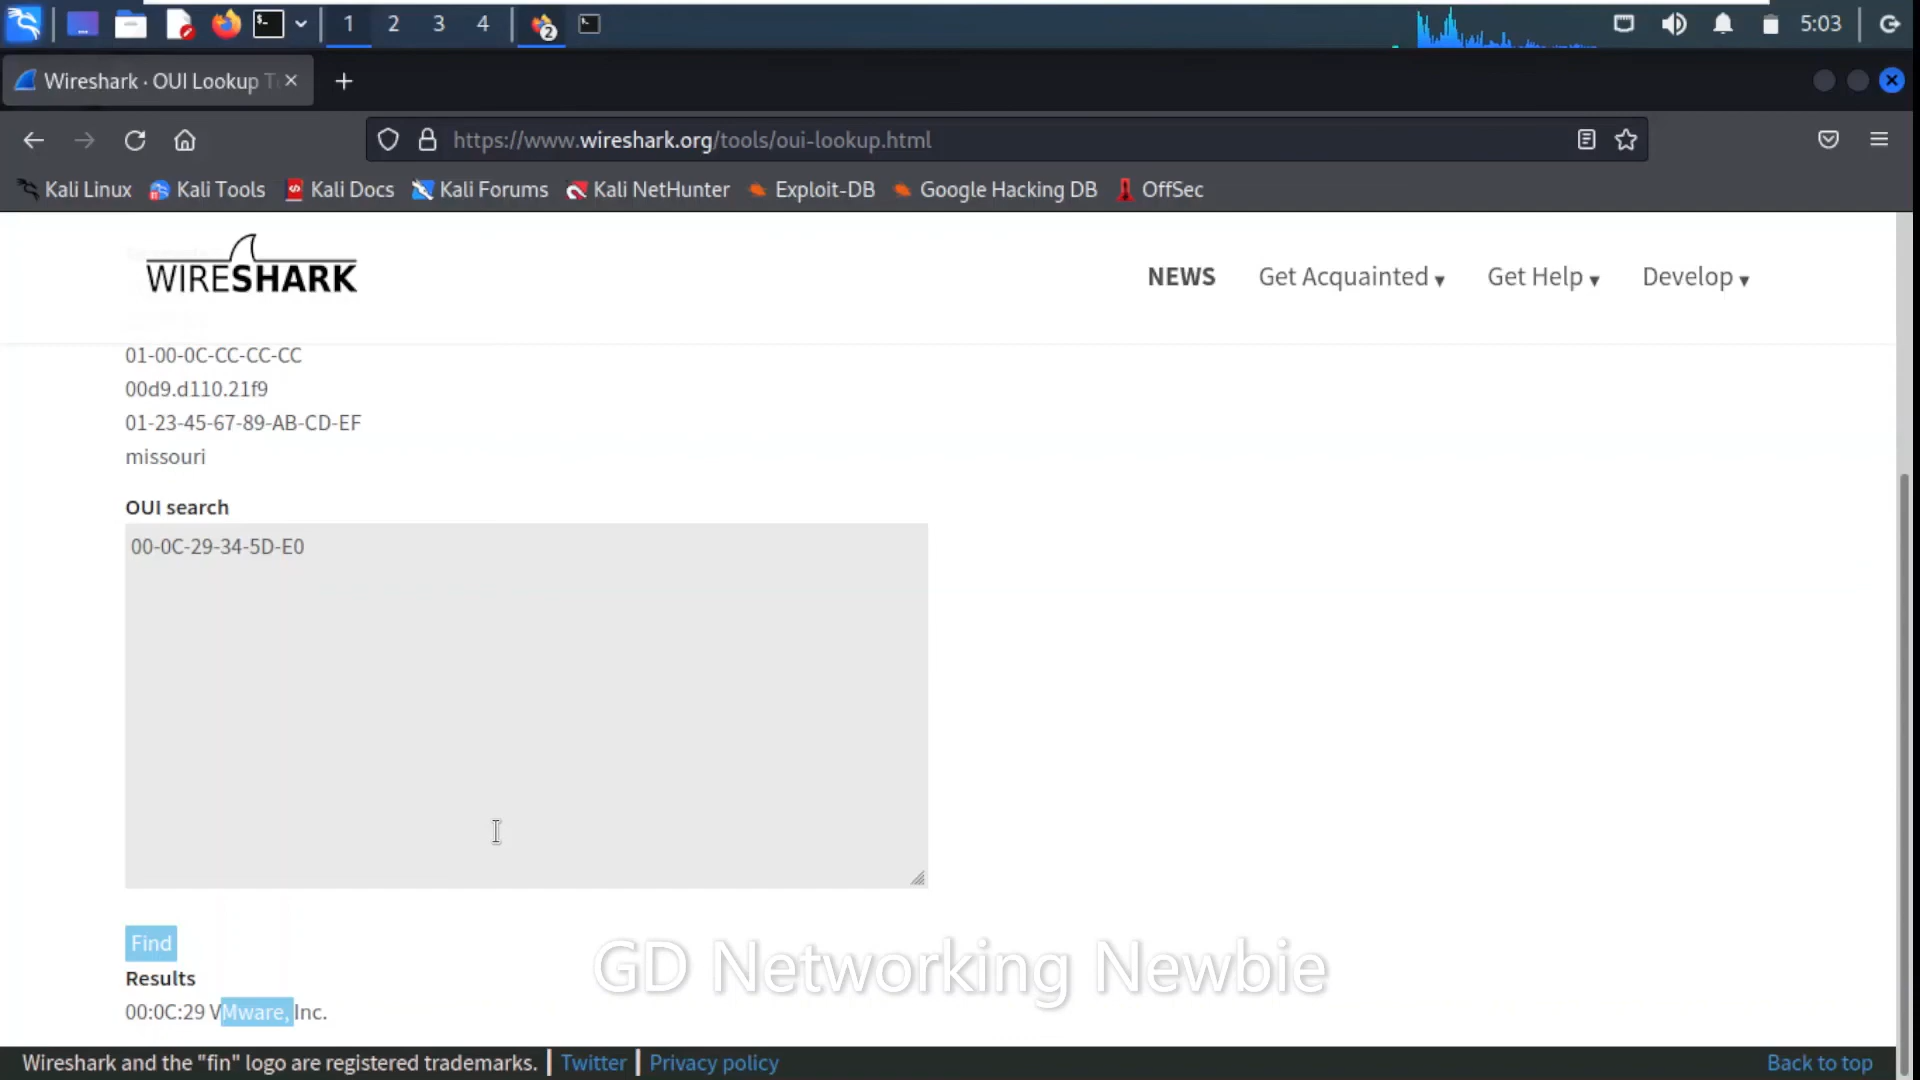 1 2 3 4 2 5:03
Wireshark · OUI Lookup T
https://www.wireshark.org/tools/oui-lookup.html
Kali Linux Kali Tools Kali Docs Kali Forums Kali NetHunter Exploit-DB Google Hacking DB OffSec
WIRESHARK NEWS Get Acquainted ▾ Get Help ▾ Develop ▾
01-00-0C-CC-CC-CC
00d9.d110.21f9
01-23-45-67-89-AB-CD-EF
missouri
OUI search
00-0C-29-34-5D-E0
Find
GD Networking Newbie
Results
00:0C:29 VMware, Inc.
Wireshark and the "fin" logo are registered trademarks. | Twitter | Privacy policy Back to top